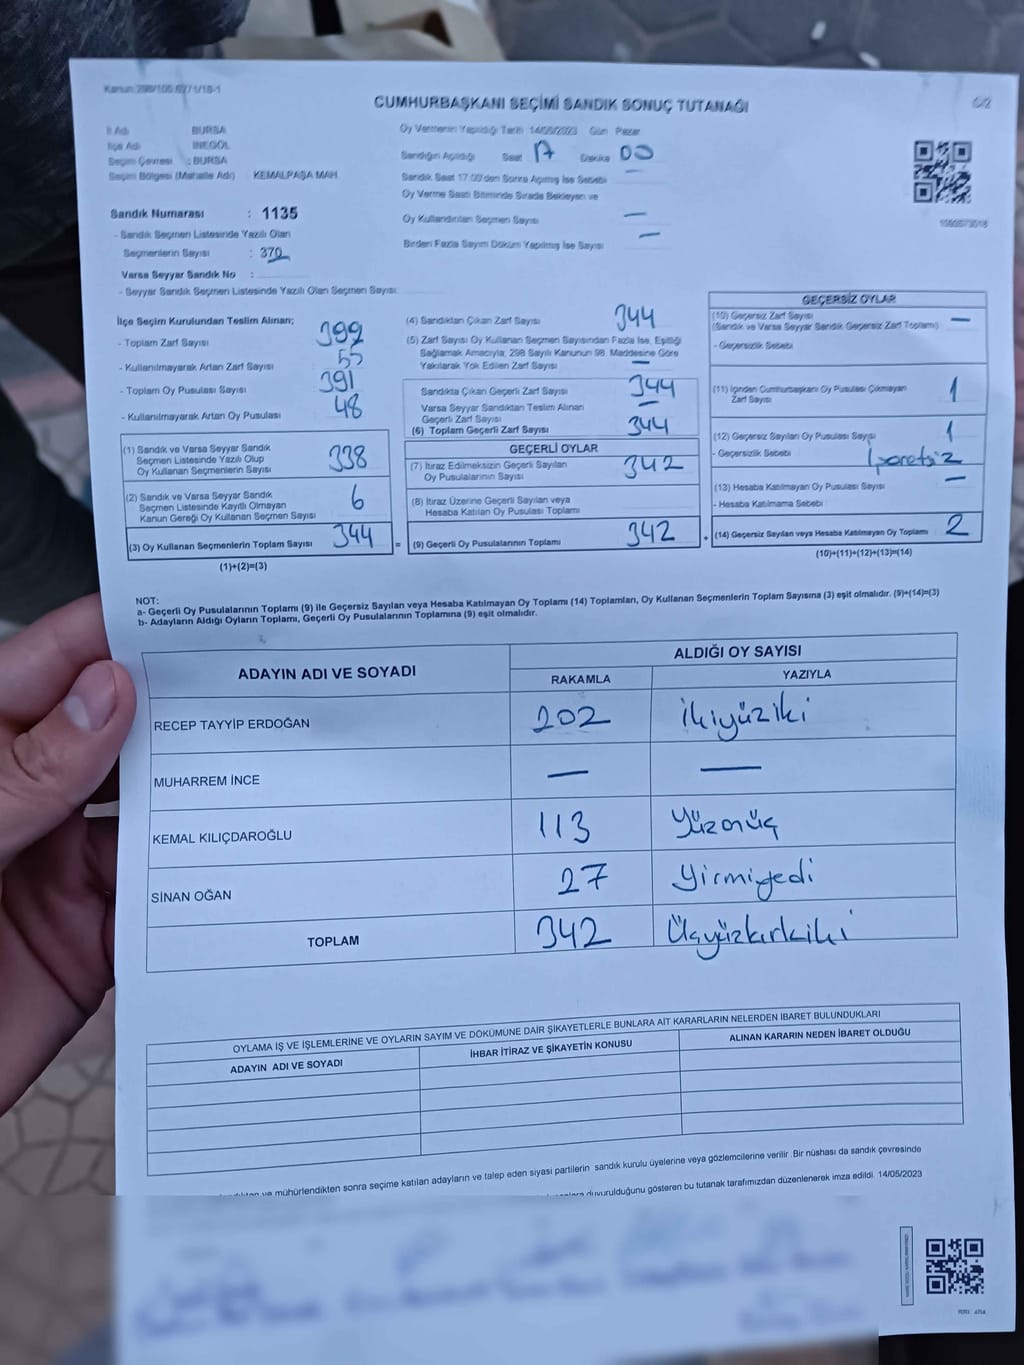 CUMHURBAŞKANI SEÇİMİ SANDIK SONUÇ TUTANAĞI
İl Adı BURSA
İlçe Adı İNEGÖL
Seçim Çevresi : BURSA
Seçim Bölgesi (Mahalle Adı) KEMALPAŞA MAH.
Sandık Numarası : 1135
- Sandık Seçmen Listesinde Yazılı Olan
Seçmenlerin Sayısı : 370
Varsa Seyyar Sandık No :
- Seyyar Sandık Seçmen Listesinde Yazılı Olan Seçmen Sayısı:
Oy Vermenin Yapıldığı Tarih 14/05/2023 Gün Pazar
Sandığın Açıldığı Saat 17 Dakika 00
Sandık Saat 17:00'den Sonra Açılmış İse Sebebi —
Oy Verme Saati Bitiminde Sırada Bekleyen ve
Oy Kullandırılan Seçmen Sayısı —
Birden Fazla Sayım Döküm Yapılmış İse Sayısı —
İlçe Seçim Kurulundan Teslim Alınan;
- Toplam Zarf Sayısı 399
- Kullanılmayarak Artan Zarf Sayısı 55
- Toplam Oy Pusulası Sayısı 391
- Kullanılmayarak Artan Oy Pusulası 48
(1) Sandık ve Varsa Seyyar Sandık
Seçmen Listesinde Yazılı Olup
Oy Kullanan Seçmenlerin Sayısı 338
(2) Sandık ve Varsa Seyyar Sandık
Seçmen Listesinde Kayıtlı Olmayan
Kanun Gereği Oy Kullanan Seçmen Sayısı 6
(3) Oy Kullanan Seçmenlerin Toplam Sayısı 344 =
(1)+(2)=(3)
(4) Sandıktan Çıkan Zarf Sayısı 344
(5) Zarf Sayısı Oy Kullanan Seçmen Sayısından Fazla İse, Eşitliği
Sağlamak Amacıyla, 298 Sayılı Kanunun 98. Maddesine Göre
Yakılarak Yok Edilen Zarf Sayısı —
Sandıkta Çıkan Geçerli Zarf Sayısı 344
Varsa Seyyar Sandıktan Teslim Alınan
Geçerli Zarf Sayısı —
(6) Toplam Geçerli Zarf Sayısı 344
GEÇERLİ OYLAR
(7) İtiraz Edilmeksizin Geçerli Sayılan
Oy Pusulalarının Sayısı 342
(8) İtiraz Üzerine Geçerli Sayılan veya
Hesaba Katılan Oy Pusulası Toplamı —
(9) Geçerli Oy Pusulalarının Toplamı 342 +
GEÇERSİZ OYLAR
(10) Geçersiz Zarf Sayısı —
(Sandık ve Varsa Seyyar Sandık Geçersiz Zarf Toplamı)
- Geçersizlik Sebebi
(11) İçinden Cumhurbaşkanı Oy Pusulası Çıkmayan
Zarf Sayısı 1
(12) Geçersiz Sayılan Oy Pusulası Sayısı 1
- Geçersizlik Sebebi İşaretsiz
(13) Hesaba Katılmayan Oy Pusulası Sayısı —
- Hesaba Katılmama Sebebi
(14) Geçersiz Sayılan veya Hesaba Katılmayan Oy Toplamı 2
(10)+(11)+(12)+(13)=(14)
NOT:
a- Geçerli Oy Pusulalarının Toplamı (9) ile Geçersiz Sayılan veya Hesaba Katılmayan Oy Toplamı (14) Toplamları, Oy Kullanan Seçmenlerin Toplam Sayısına (3) eşit olmalıdır. (9)+(14)=(3)
b- Adayların Aldığı Oyların Toplamı, Geçerli Oy Pusulalarının Toplamına (9) eşit olmalıdır.
ADAYIN ADI VE SOYADI
ALDIĞI OY SAYISI
RAKAMLA YAZIYLA
RECEP TAYYİP ERDOĞAN 202 İkiyüziki
MUHARREM İNCE — —
KEMAL KILIÇDAROĞLU 113 Yüzonüç
SİNAN OĞAN 27 Yirmiyedi
TOPLAM 342 Üçyüzkırkiki
OYLAMA İŞ VE İŞLEMLERİNE VE OYLARIN SAYIM VE DÖKÜMÜNE DAİR ŞİKAYETLERLE BUNLARA AİT KARARLARIN NELERDEN İBARET BULUNDUKLARI
ADAYIN ADI VE SOYADI İHBAR İTİRAZ VE ŞİKAYETİN KONUSU ALINAN KARARIN NEDEN İBARET OLDUĞU
ve mühürlendikten sonra seçime katılan adayların ve talep eden siyasi partilerin sandık kurulu üyelerine veya gözlemcilerine verilir. Bir nüshası da sandık çevresinde
duyurulduğunu gösteren bu tutanak tarafımızdan düzenlenerek imza edildi. 14/05/2023